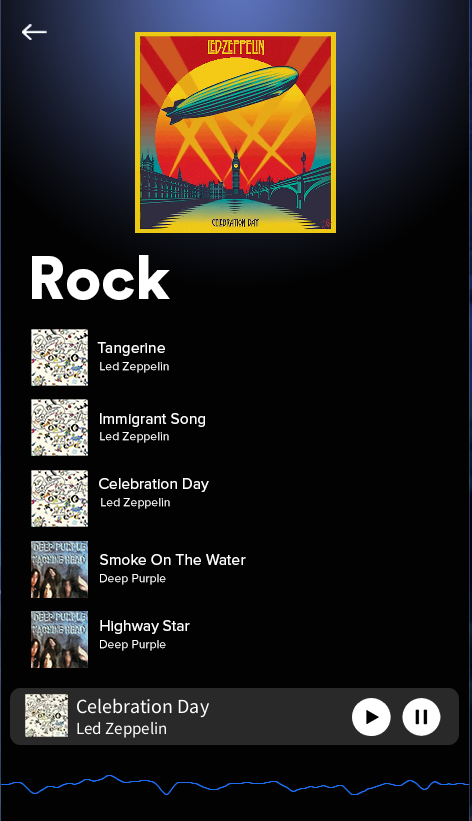 LED-ZEPPELIN
CELEBRATION DAY
Rock
Tangerine
Led Zeppelin
Immigrant Song
Led Zeppelin
Celebration Day
Led Zeppelin
DEEP PURPLE
MACHINE HEAD
Smoke On The Water
Deep Purple
DEEP PURPLE
MACHINE HEAD
Highway Star
Deep Purple
Celebration Day
Led Zeppelin